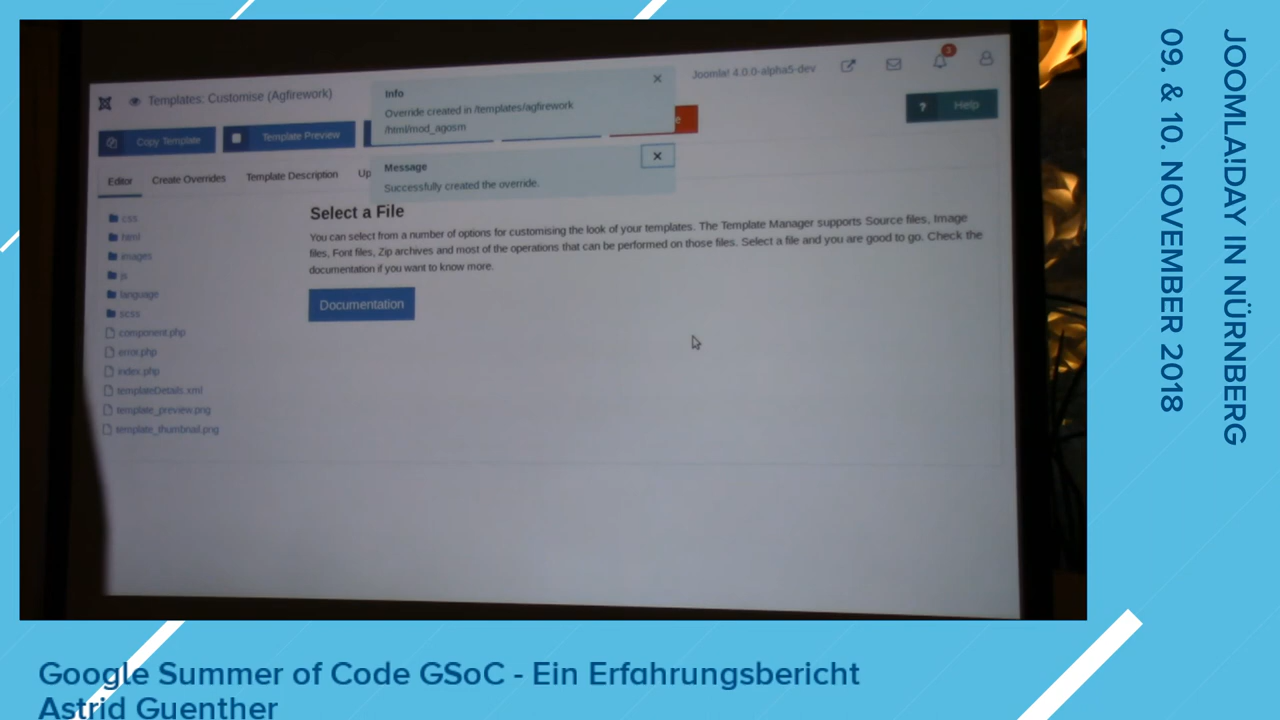 Joomla! 4.0.0-alpha5-dev
3
Templates: Customise (Agfirework)
Info
Override created in /templates/agfirework
/html/mod_agosm
Copy Template
Template Preview
? Help
Message
Successfully created the override.
Editor
Create Overrides
Template Description
Up
css
html
images
js
language
scss
component.php
error.php
index.php
templateDetails.xml
template_preview.png
template_thumbnail.png
Select a File
You can select from a number of options for customising the look of your templates. The Template Manager supports Source files, Image
files, Font files, Zip archives and most of the operations that can be performed on those files. Select a file and you are good to go. Check the
documentation if you want to know more.
Documentation
JOOMLA!DAY IN NÜRNBERG
09. & 10. NOVEMBER 2018
Google Summer of Code GSoC - Ein Erfahrungsbericht
Astrid Guenther